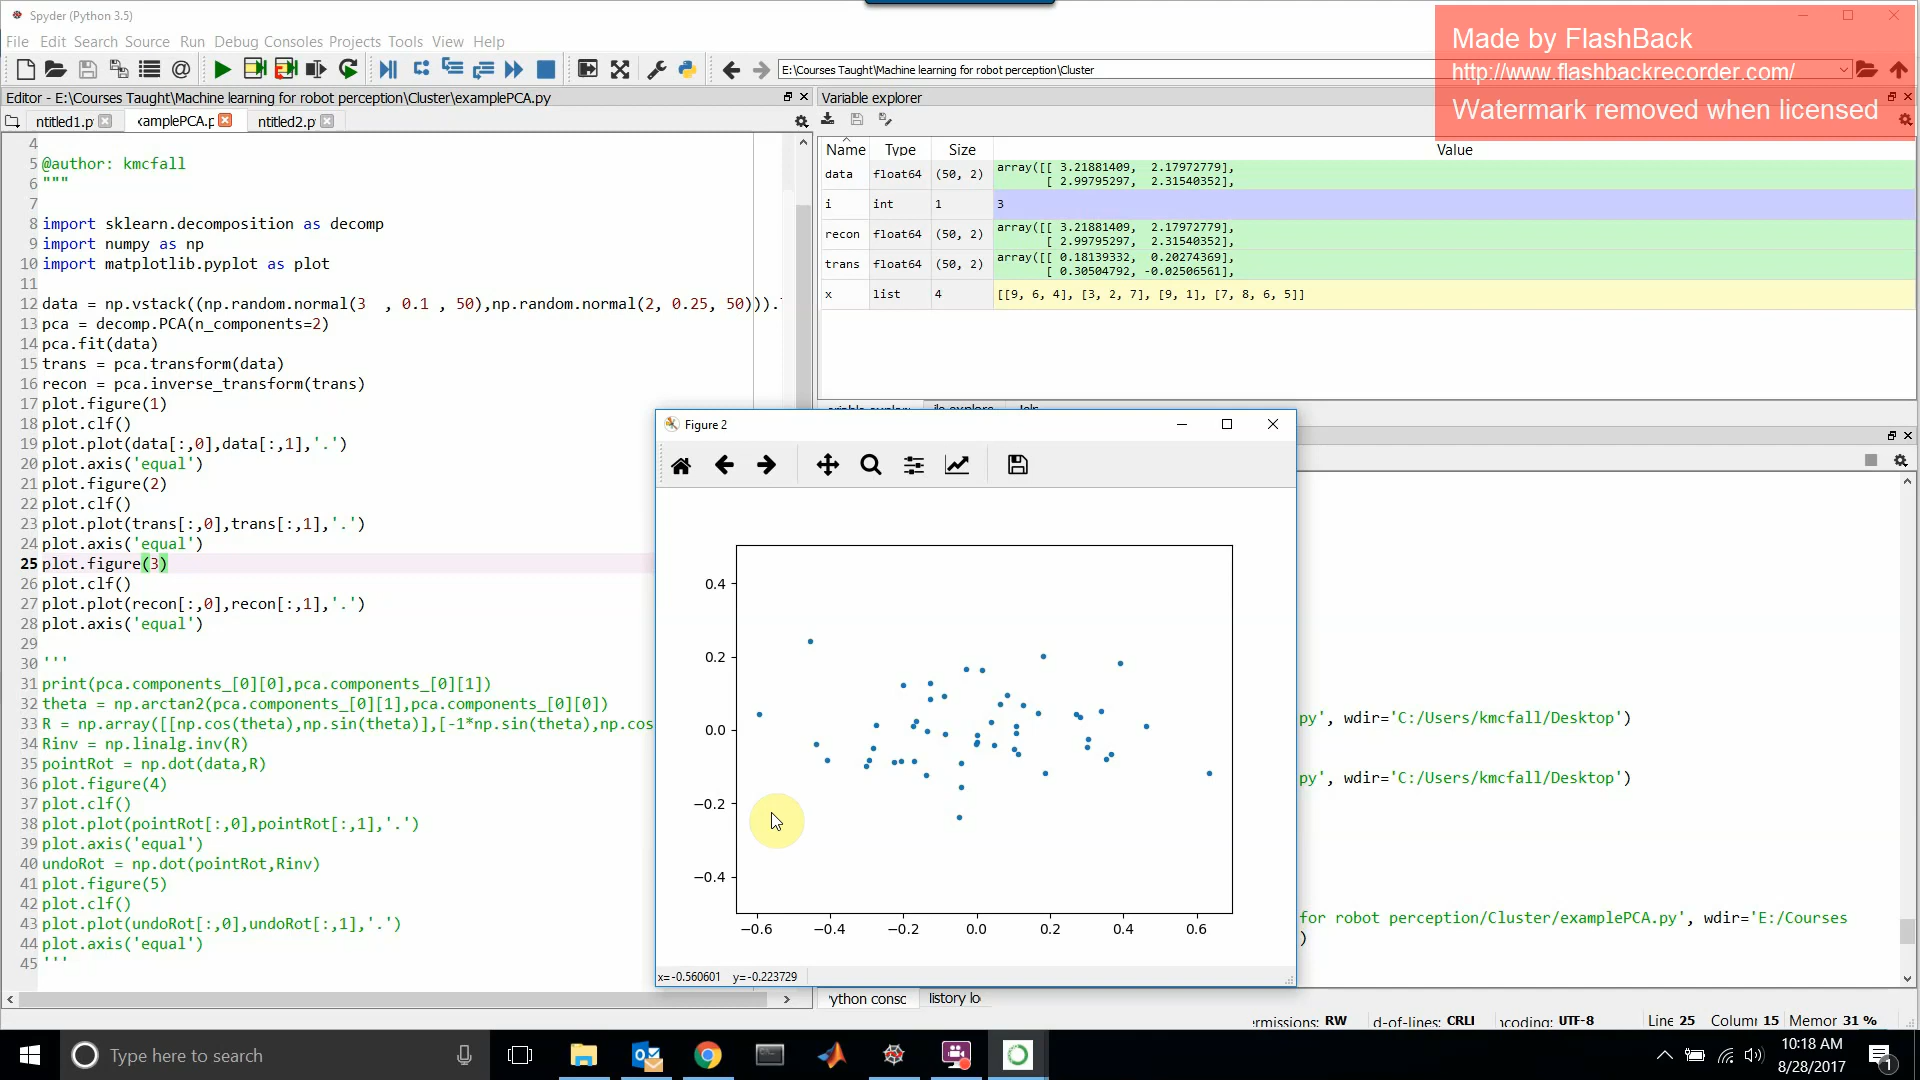 Spyder (Python 3.5)
Made by FlashBack
http://www.flashbackrecorder.com/
Watermark removed when licensed
File Edit Search Source Run Debug Consoles Projects Tools View Help
E:\Courses Taught\Machine learning for robot perception\Cluster
Editor - E:\Courses Taught\Machine learning for robot perception\Cluster\examplePCA.py
ntitled1.p
xamplePCA.p
ntitled2.p
4
5 @author: kmcfall
6 """
7
8 import sklearn.decomposition as decomp
9 import numpy as np
10 import matplotlib.pyplot as plot
11
12 data = np.vstack((np.random.normal(3  , 0.1 , 50),np.random.normal(2, 0.25, 50))).
13 pca = decomp.PCA(n_components=2)
14 pca.fit(data)
15 trans = pca.transform(data)
16 recon = pca.inverse_transform(trans)
17 plot.figure(1)
18 plot.clf()
19 plot.plot(data[:,0],data[:,1],'.')
20 plot.axis('equal')
21 plot.figure(2)
22 plot.clf()
23 plot.plot(trans[:,0],trans[:,1],'.')
24 plot.axis('equal')
25 plot.figure(3)
26 plot.clf()
27 plot.plot(recon[:,0],recon[:,1],'.')
28 plot.axis('equal')
29
30 '''
31 print(pca.components_[0][0],pca.components_[0][1])
32 theta = np.arctan2(pca.components_[0][1],pca.components_[0][0])
33 R = np.array([[np.cos(theta),np.sin(theta)],[-1*np.sin(theta),np.cos
34 Rinv = np.linalg.inv(R)
35 pointRot = np.dot(data,R)
36 plot.figure(4)
37 plot.clf()
38 plot.plot(pointRot[:,0],pointRot[:,1],'.')
39 plot.axis('equal')
40 undoRot = np.dot(pointRot,Rinv)
41 plot.figure(5)
42 plot.clf()
43 plot.plot(undoRot[:,0],undoRot[:,1],'.')
44 plot.axis('equal')
45 '''
Variable explorer
Name Type Size Value
data float64 (50, 2) array([[ 3.21881409,  2.17972779],
[ 2.99795297,  2.31540352],
i int 1 3
recon float64 (50, 2) array([[ 3.21881409,  2.17972779],
[ 2.99795297,  2.31540352],
trans float64 (50, 2) array([[ 0.18139332,  0.20274369],
[ 0.30504792, -0.02506561],
x list 4 [[9, 6, 4], [3, 2, 7], [9, 1], [7, 8, 6, 5]]
Figure 2
0.4
0.2
0.0
−0.2
−0.4
−0.6 −0.4 −0.2 0.0 0.2 0.4 0.6
x=-0.560601 y=-0.223729
py', wdir='C:/Users/kmcfall/Desktop')
py', wdir='C:/Users/kmcfall/Desktop')
for robot perception/Cluster/examplePCA.py', wdir='E:/Courses
)
ython consc
listory lo
ermissions: RW d-of-lines: CRLI ncoding: UTF-8 Line 25 Column 15 Memor 31 %
Type here to search
10:18 AM
8/28/2017
1